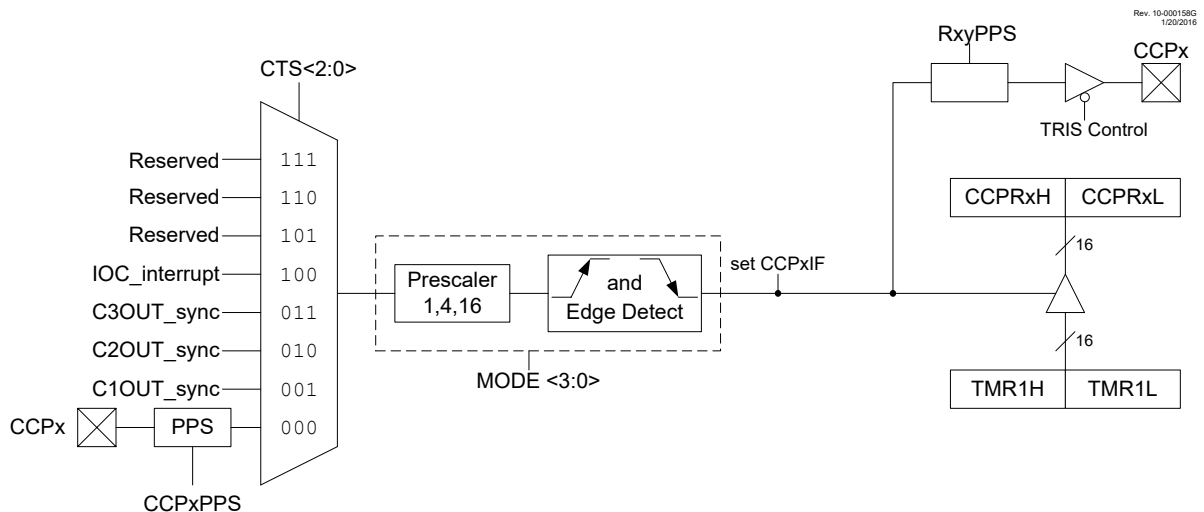 Rev. 10-000158G
1/20/2016
RxyPPS
CCPx
CTS<2:0>
TRIS Control
Reserved 111
Reserved 110
Reserved 101
IOC_interrupt 100
C3OUT_sync 011
C2OUT_sync 010
C1OUT_sync 001
CCPx PPS 000
CCPxPPS
Prescaler
1,4,16
and
Edge Detect
MODE <3:0>
set CCPxIF
CCPRxH CCPRxL
16
16
TMR1H TMR1L